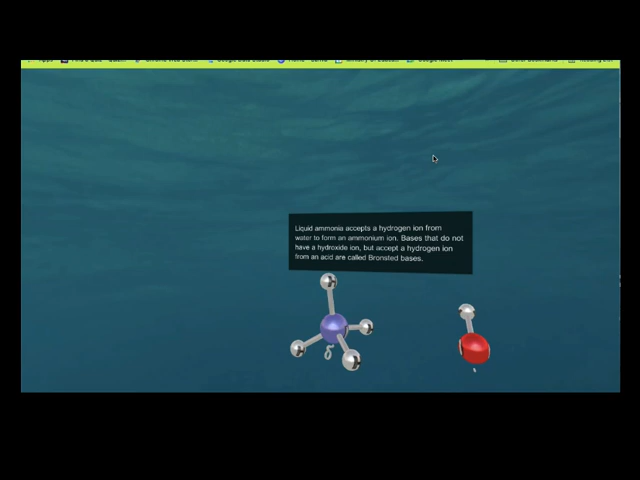 Liquid ammonia accepts a hydrogen ion from
water to form an ammonium ion. Bases that do not
have a hydroxide ion, but accept a hydrogen ion
from an acid are called Bronsted bases.
δ